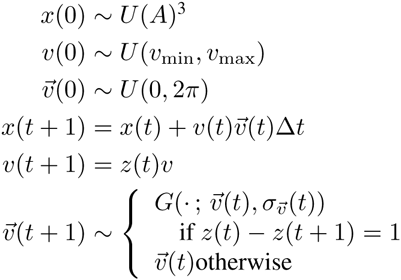 x(0) ∼ U(A)³
v(0) ∼ U(v_min, v_max)
v⃗(0) ∼ U(0, 2π)
x(t + 1) = x(t) + v(t)v⃗(t)Δt
v(t + 1) = z(t)v
v⃗(t + 1) ∼ { G(· ; v⃗(t), σ_v⃗(t))
if z(t) − z(t + 1) = 1
v⃗(t)otherwise